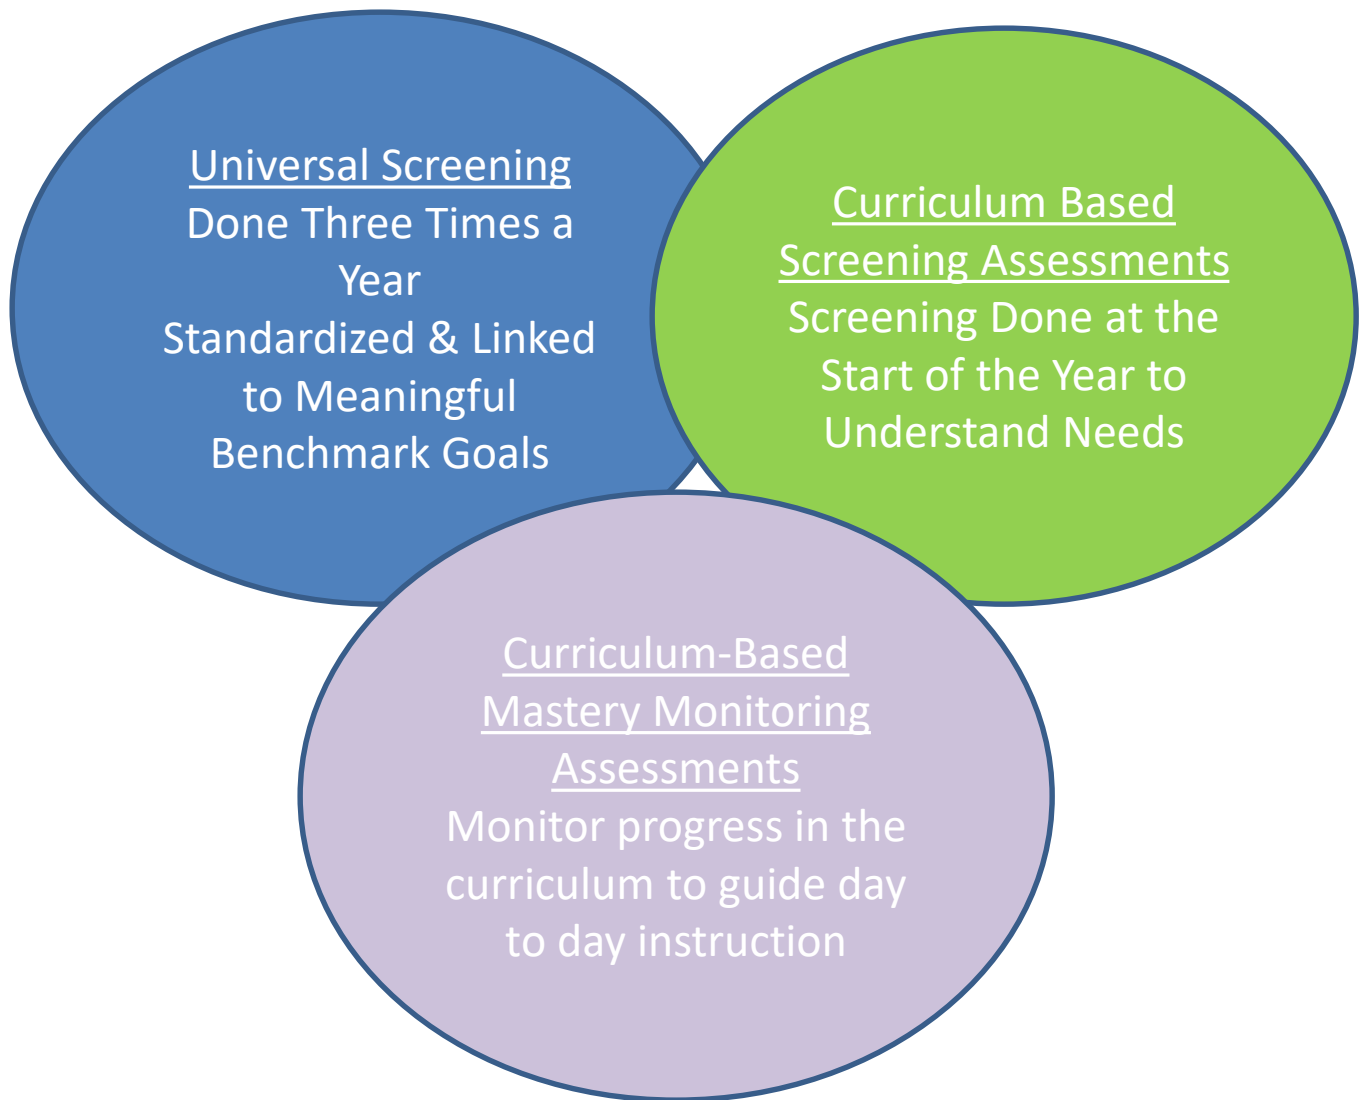 Universal Screening
Done Three Times a
Year
Standardized & Linked
to Meaningful
Benchmark Goals
Curriculum Based
Screening Assessments
Screening Done at the
Start of the Year to
Understand Needs
Curriculum-Based
Mastery Monitoring
Assessments
Monitor progress in the
curriculum to guide day
to day instruction